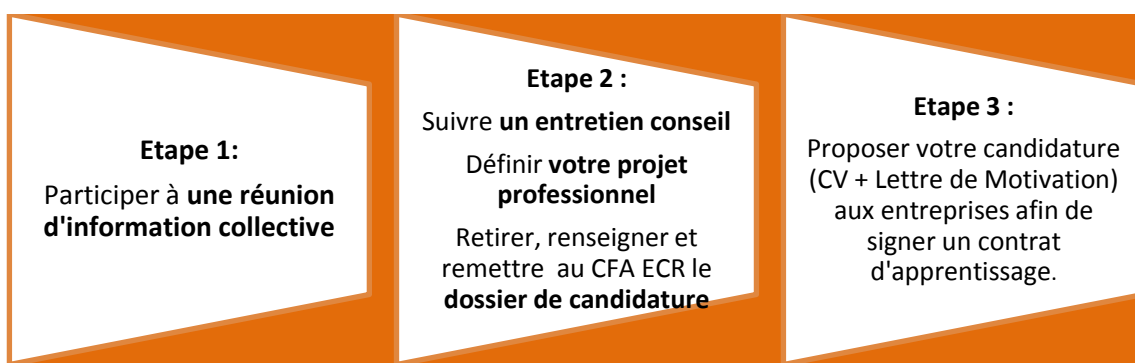 Etape 1:
Participer à une réunion
d'information collective
Etape 2 :
Suivre un entretien conseil
Définir votre projet
professionnel
Retirer, renseigner et
remettre au CFA ECR le
dossier de candidature
Etape 3 :
Proposer votre candidature
(CV + Lettre de Motivation)
aux entreprises afin de
signer un contrat
d'apprentissage.